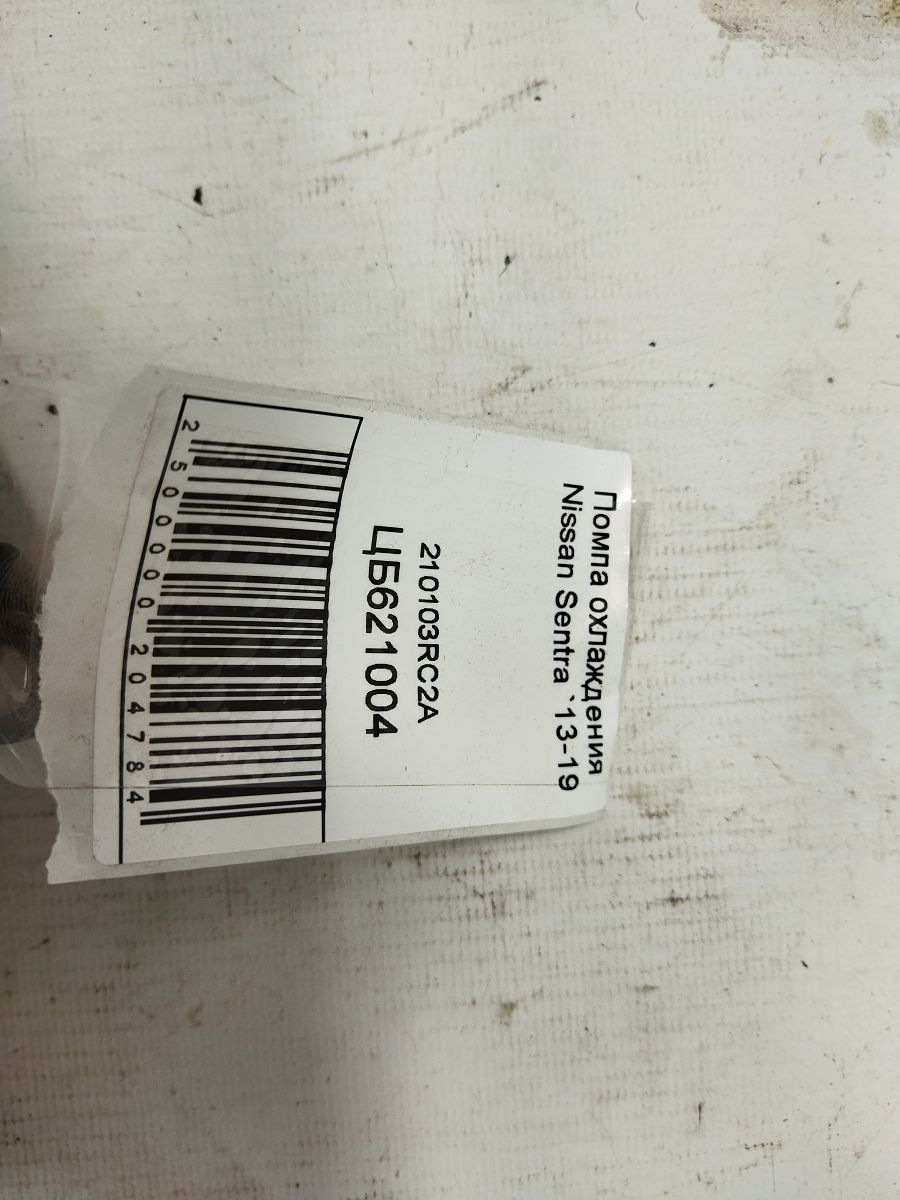 Помпа охлаждения
Nissan Sentra `13-19
210103RC2A
ЦБ621004
2500000204784